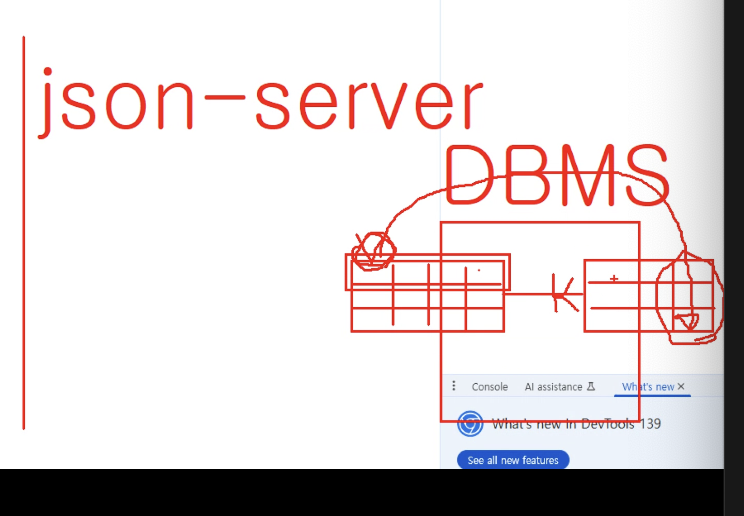 json-server
DBMS
Console AI assistance What's new
What's new in DevTools 139
See all new features